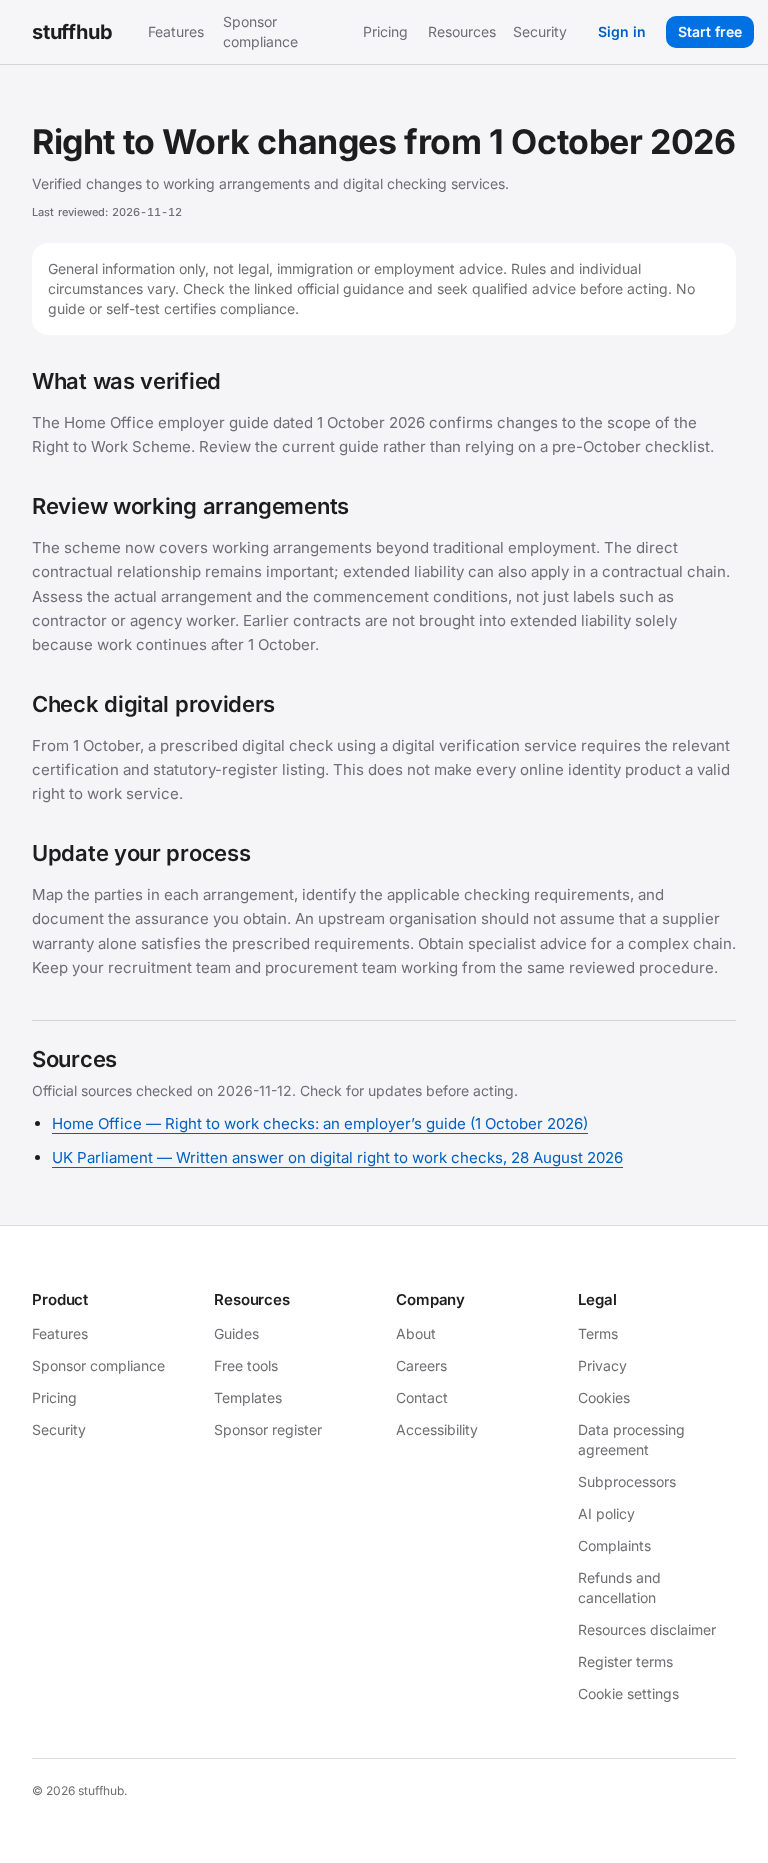 stuffhub
Features
Sponsor
compliance
Pricing
Resources
Security
Sign in
Start free
Right to Work changes from 1 October 2026
Verified changes to working arrangements and digital checking services.
Last reviewed: 2026-11-12
General information only, not legal, immigration or employment advice. Rules and individual
circumstances vary. Check the linked official guidance and seek qualified advice before acting. No
guide or self-test certifies compliance.
What was verified
The Home Office employer guide dated 1 October 2026 confirms changes to the scope of the
Right to Work Scheme. Review the current guide rather than relying on a pre-October checklist.
Review working arrangements
The scheme now covers working arrangements beyond traditional employment. The direct
contractual relationship remains important; extended liability can also apply in a contractual chain.
Assess the actual arrangement and the commencement conditions, not just labels such as
contractor or agency worker. Earlier contracts are not brought into extended liability solely
because work continues after 1 October.
Check digital providers
From 1 October, a prescribed digital check using a digital verification service requires the relevant
certification and statutory-register listing. This does not make every online identity product a valid
right to work service.
Update your process
Map the parties in each arrangement, identify the applicable checking requirements, and
document the assurance you obtain. An upstream organisation should not assume that a supplier
warranty alone satisfies the prescribed requirements. Obtain specialist advice for a complex chain.
Keep your recruitment team and procurement team working from the same reviewed procedure.
Sources
Official sources checked on 2026-11-12. Check for updates before acting.
• Home Office — Right to work checks: an employer’s guide (1 October 2026)
• UK Parliament — Written answer on digital right to work checks, 28 August 2026
Product
Features
Sponsor compliance
Pricing
Security
Resources
Guides
Free tools
Templates
Sponsor register
Company
About
Careers
Contact
Accessibility
Legal
Terms
Privacy
Cookies
Data processing
agreement
Subprocessors
AI policy
Complaints
Refunds and
cancellation
Resources disclaimer
Register terms
Cookie settings
© 2026 stuffhub.